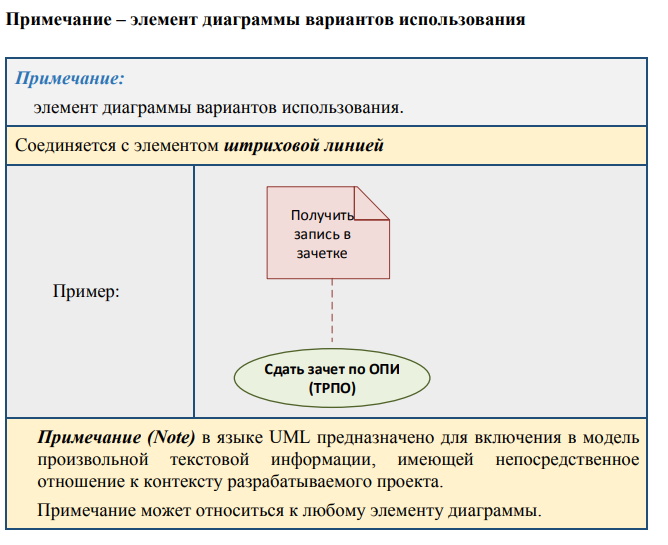 Примечание – элемент диаграммы вариантов использования
Примечание:
элемент диаграммы вариантов использования.
Соединяется с элементом штриховой линией
Пример:
Получить
запись в
зачетке
Сдать зачет по ОПИ
(ТРПО)
Примечание (Note) в языке UML предназначено для включения в модель
произвольной текстовой информации, имеющей непосредственное
отношение к контексту разрабатываемого проекта.
Примечание может относиться к любому элементу диаграммы.